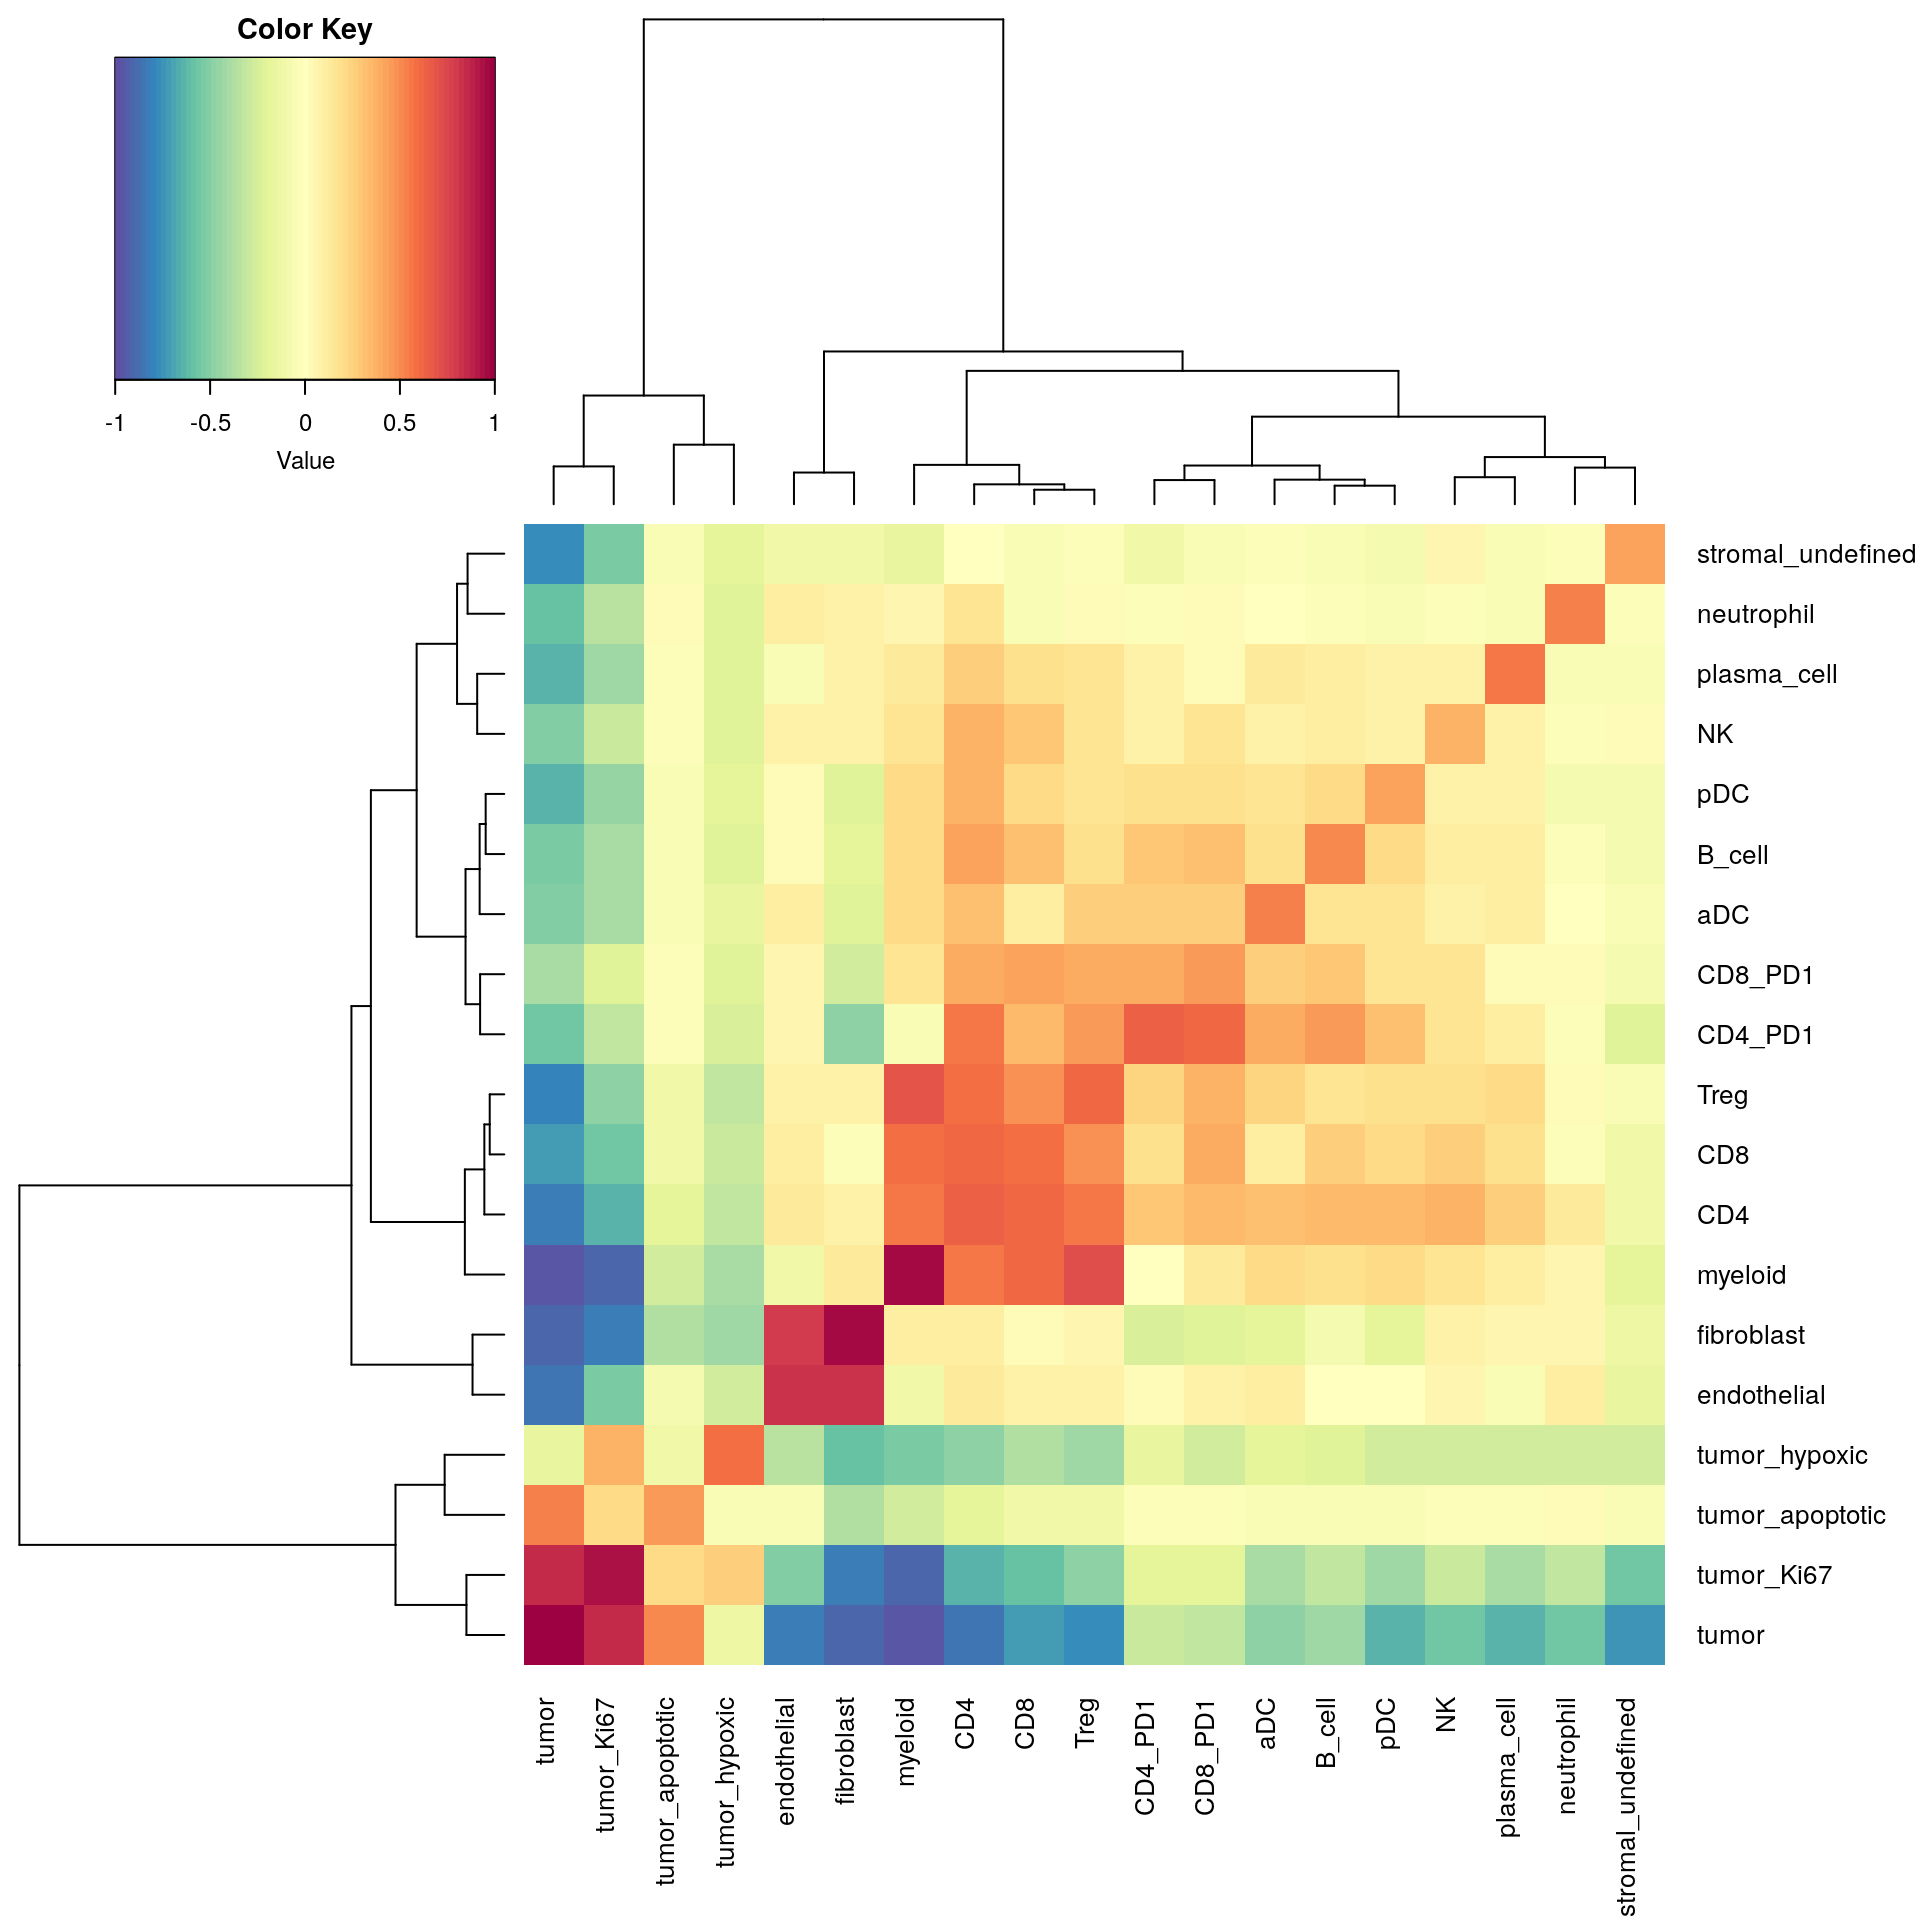 Color Key
-1 -0.5 0 0.5 1
Value
stromal_undefined
neutrophil
plasma_cell
NK
pDC
B_cell
aDC
CD8_PD1
CD4_PD1
Treg
CD8
CD4
myeloid
fibroblast
endothelial
tumor_hypoxic
tumor_apoptotic
tumor_Ki67
tumor
tumor
tumor_Ki67
tumor_apoptotic
tumor_hypoxic
endothelial
fibroblast
myeloid
CD4
CD8
Treg
CD4_PD1
CD8_PD1
aDC
B_cell
pDC
NK
plasma_cell
neutrophil
stromal_undefined